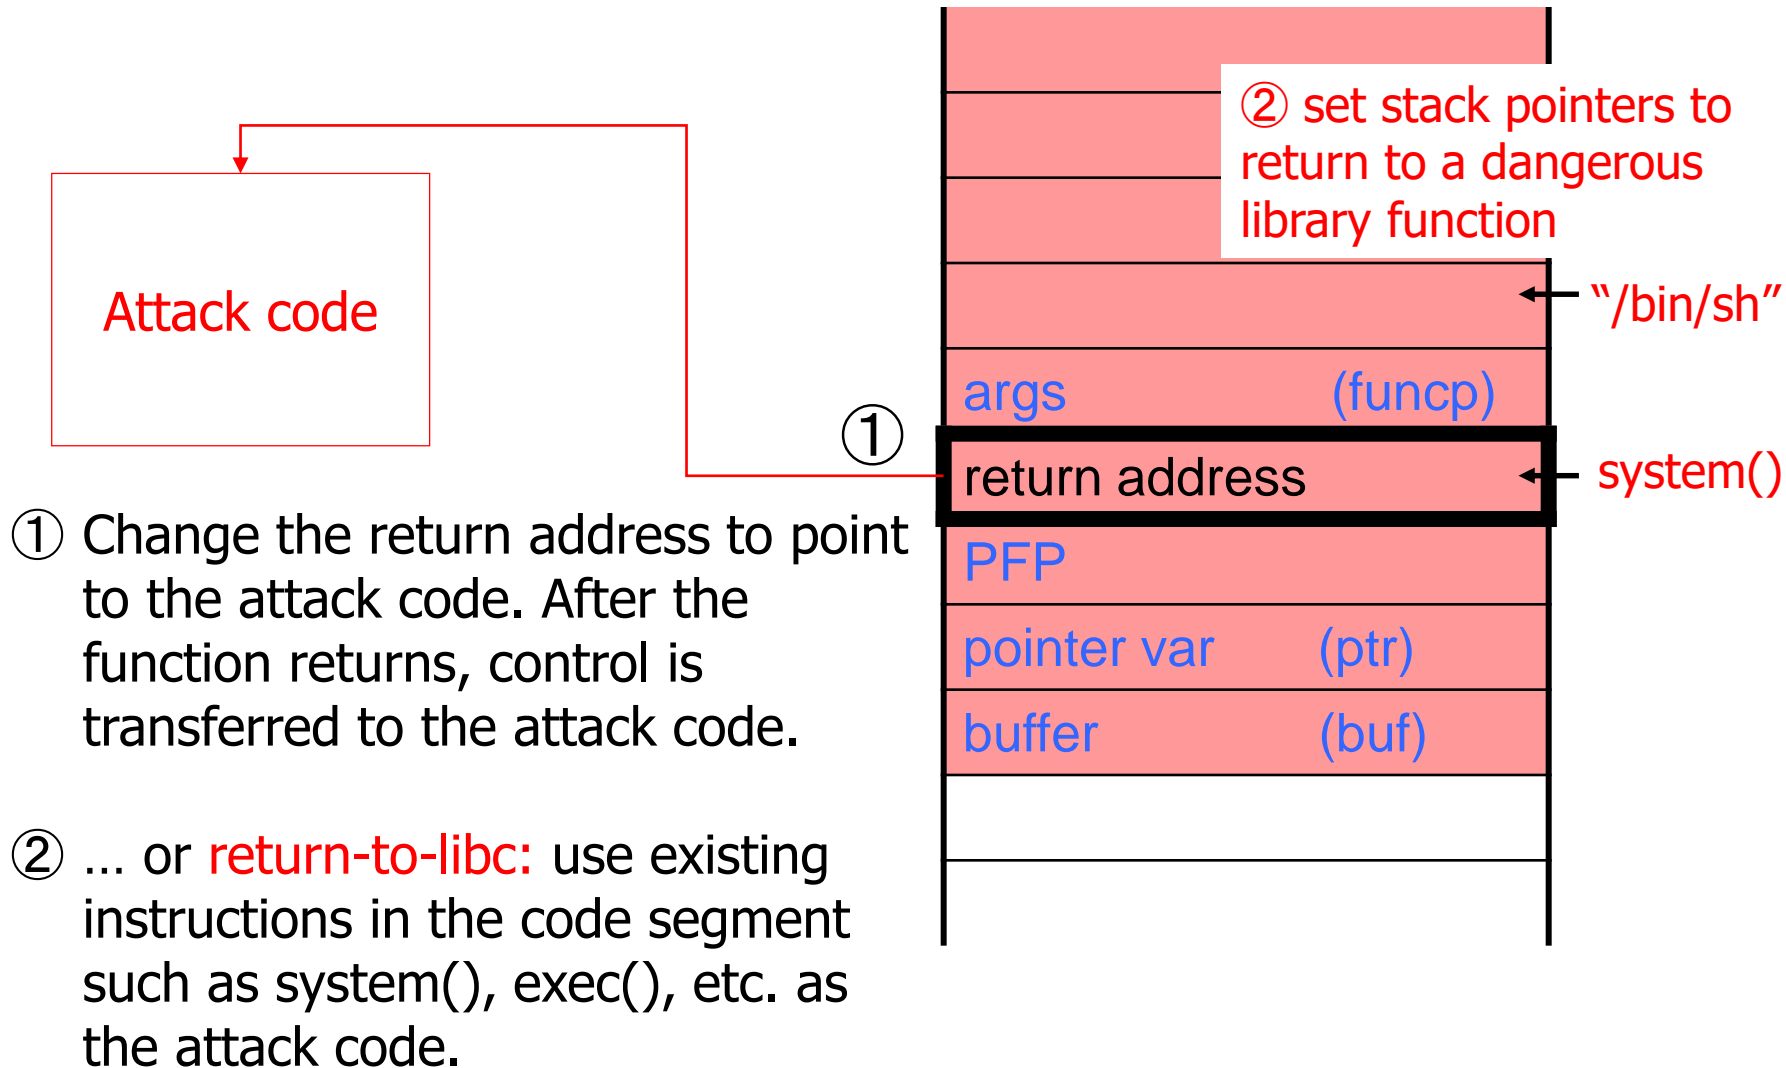 ② set stack pointers to
return to a dangerous
library function
Attack code
“/bin/sh”
args (funcp)
①
return address
system()
① Change the return address to point
to the attack code. After the
function returns, control is
transferred to the attack code.
PFP
pointer var (ptr)
buffer (buf)
② … or return-to-libc: use existing
instructions in the code segment
such as system(), exec(), etc. as
the attack code.